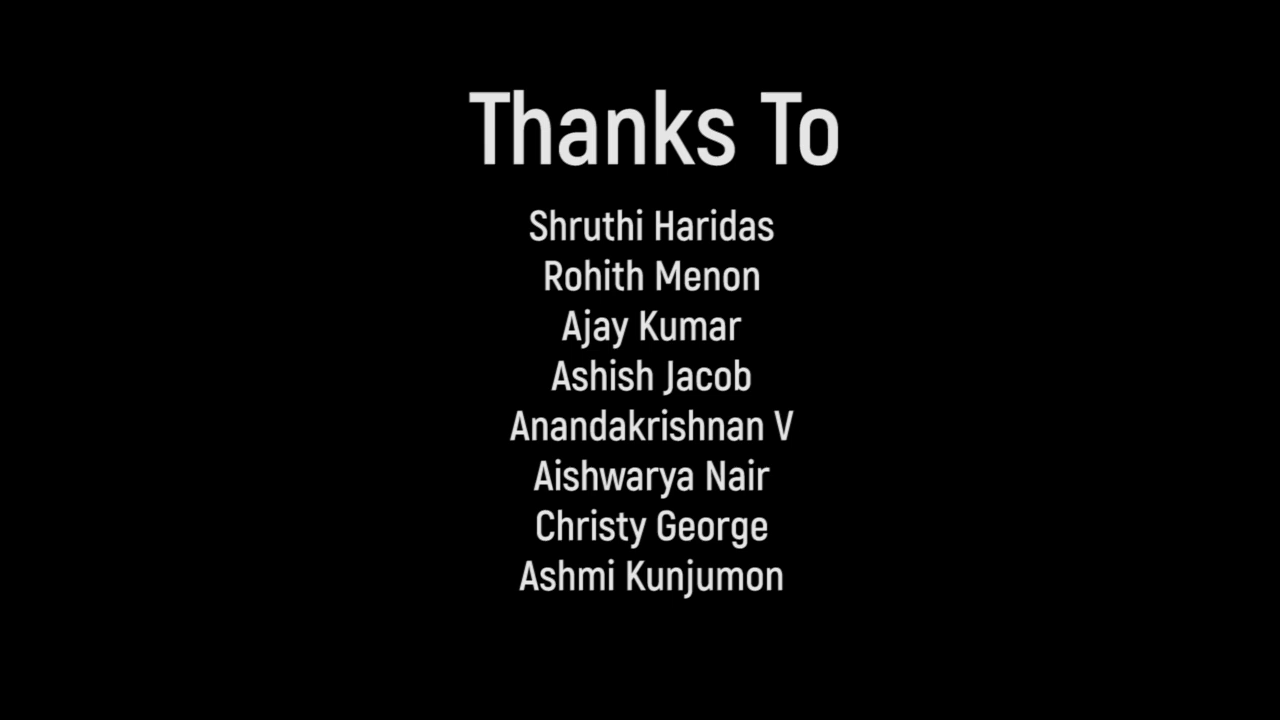 Thanks To
Shruthi Haridas
Rohith Menon
Ajay Kumar
Ashish Jacob
Anandakrishnan V
Aishwarya Nair
Christy George
Ashmi Kunjumon